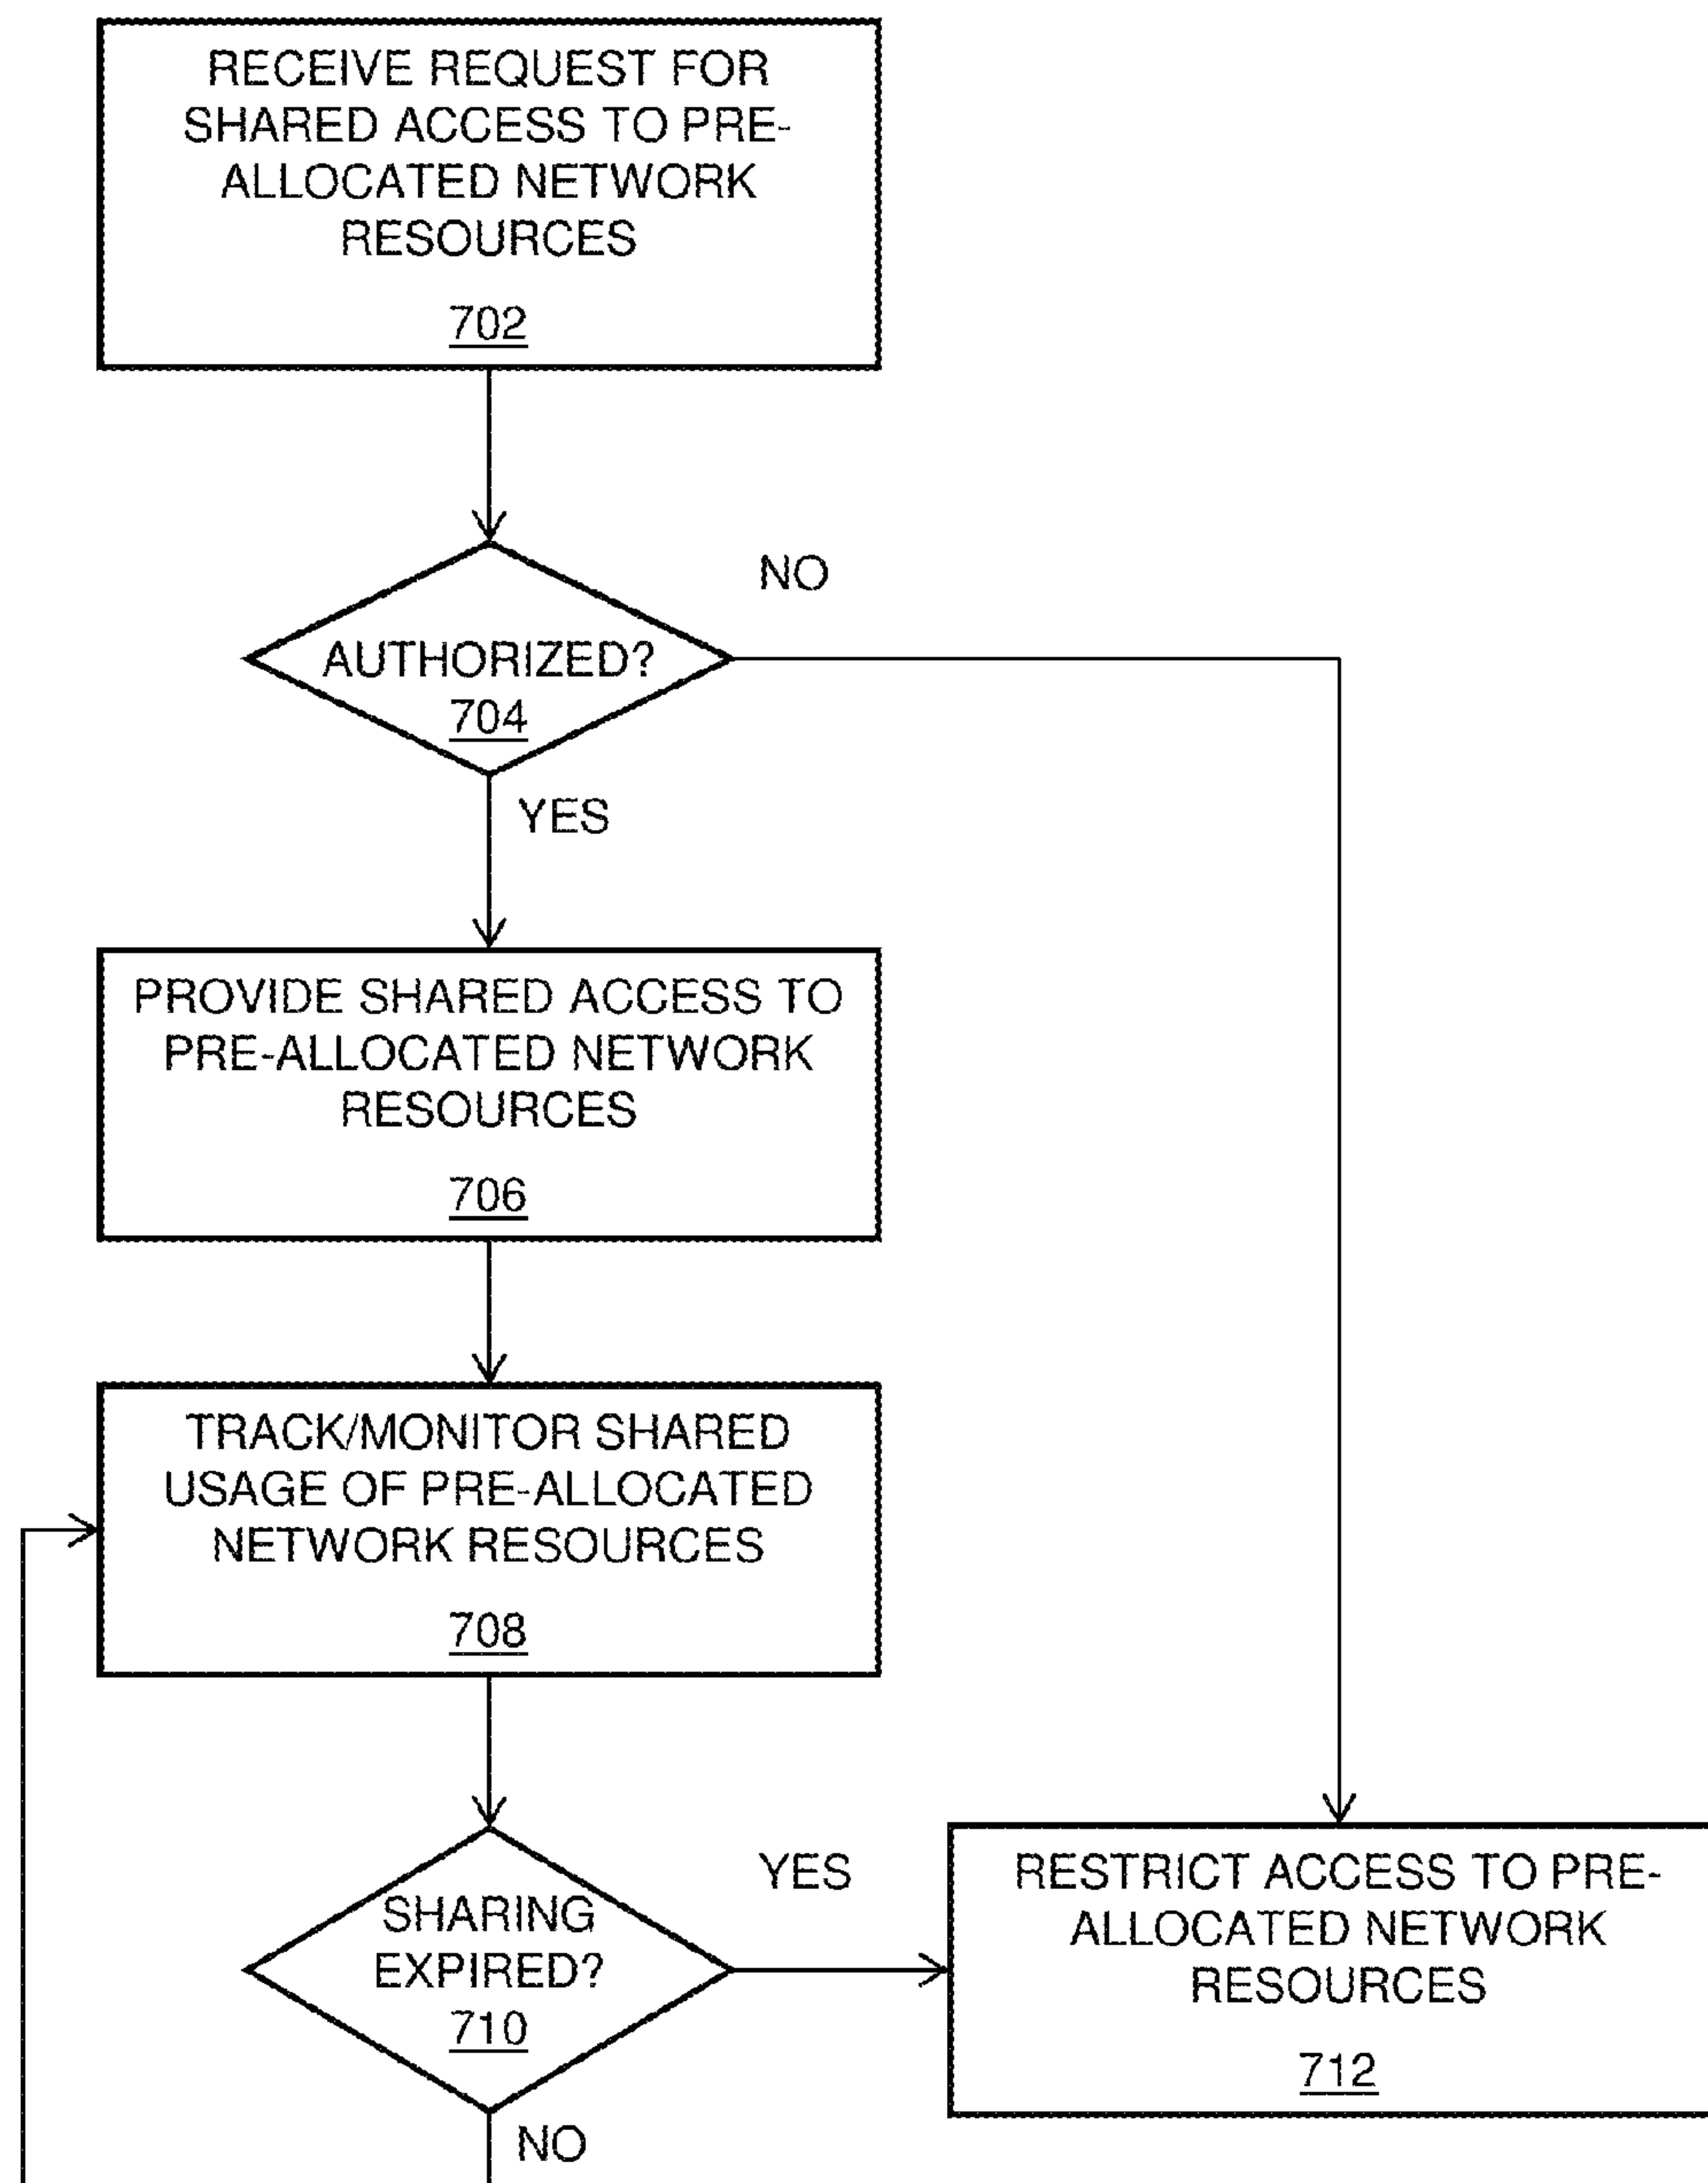 RECEIVE REQUEST FOR
SHARED ACCESS TO PRE-
ALLOCATED NETWORK
RESOURCES
702
NO
AUTHORIZED?
704
YES
PROVIDE SHARED ACCESS TO
PRE-ALLOCATED NETWORK
RESOURCES
706
TRACK/MONITOR SHARED
USAGE OF PRE-ALLOCATED
NETWORK RESOURCES
708
SHARING
EXPIRED?
710
YES
RESTRICT ACCESS TO PRE-
ALLOCATED NETWORK
RESOURCES
712
NO